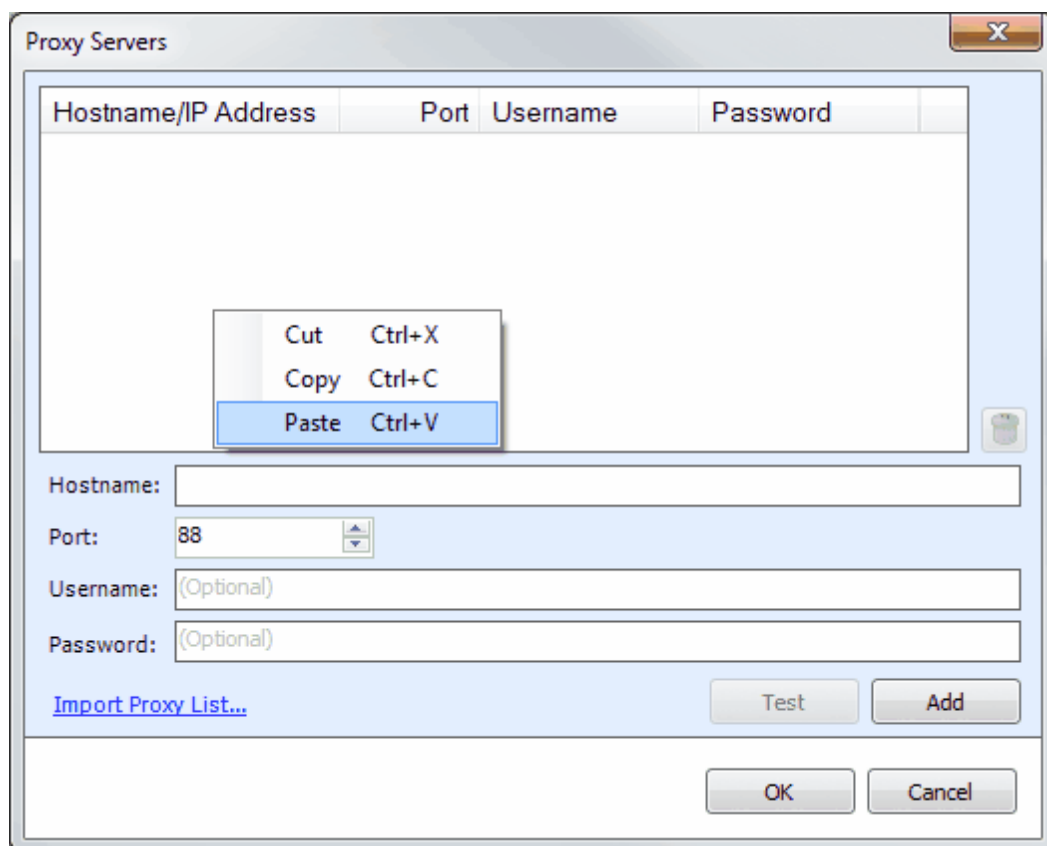 Proxy Servers
Hostname/IP Address Port Username Password
Cut Ctrl+X
Copy Ctrl+C
Paste Ctrl+V
Hostname:
Port: 88
Username: (Optional)
Password: (Optional)
Import Proxy List... Test Add
OK Cancel